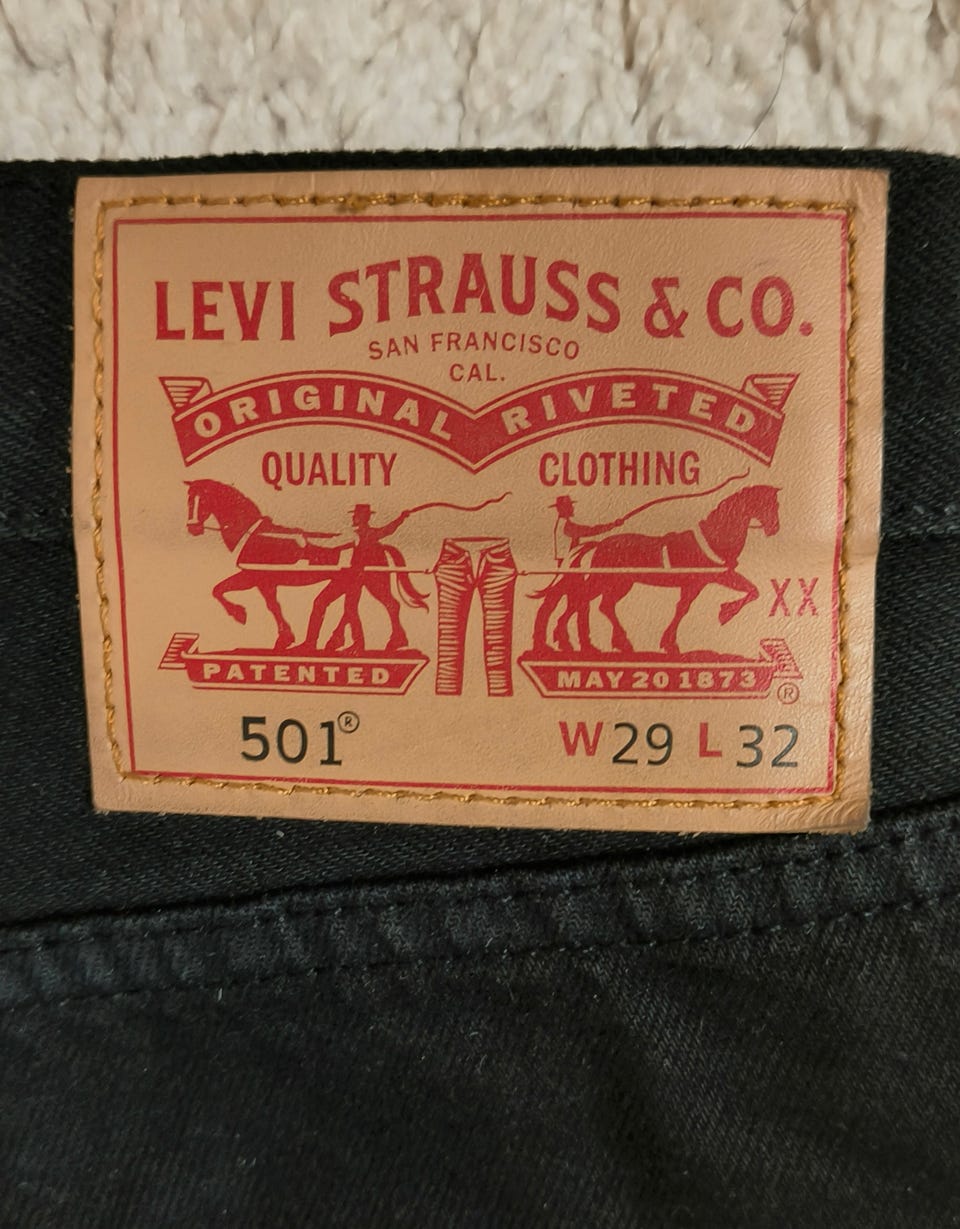 LEVI STRAUSS & CO.
SAN FRANCISCO
CAL.
ORIGINAL RIVETED
QUALITY CLOTHING
XX
PATENTED MAY 20 1873
®
501® W29 L32